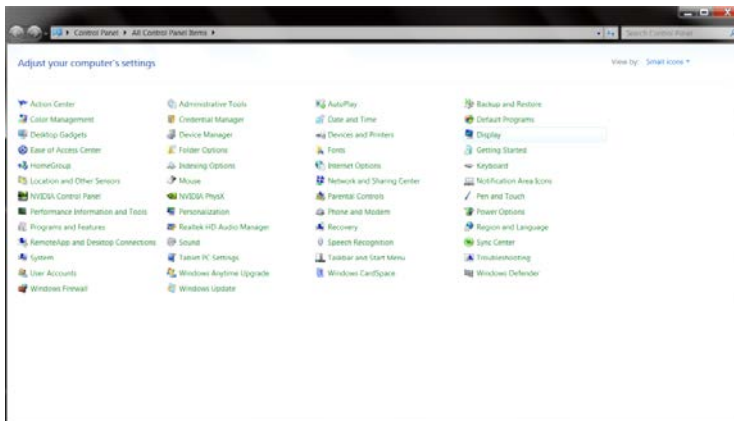 Control Panel ▸ All Control Panel Items ▸
Search Control Panel
Adjust your computer's settings
View by: Small icons
Action Center
Administrative Tools
AutoPlay
Backup and Restore
Color Management
Credential Manager
Date and Time
Default Programs
Desktop Gadgets
Device Manager
Devices and Printers
Display
Ease of Access Center
Folder Options
Fonts
Getting Started
HomeGroup
Indexing Options
Internet Options
Keyboard
Location and Other Sensors
Mouse
Network and Sharing Center
Notification Area Icons
NVIDIA Control Panel
NVIDIA PhysX
Parental Controls
Pen and Touch
Performance Information and Tools
Personalization
Phone and Modem
Power Options
Programs and Features
Realtek HD Audio Manager
Recovery
Region and Language
RemoteApp and Desktop Connections
Sound
Speech Recognition
Sync Center
System
Tablet PC Settings
Taskbar and Start Menu
Troubleshooting
User Accounts
Windows Anytime Upgrade
Windows CardSpace
Windows Defender
Windows Firewall
Windows Update